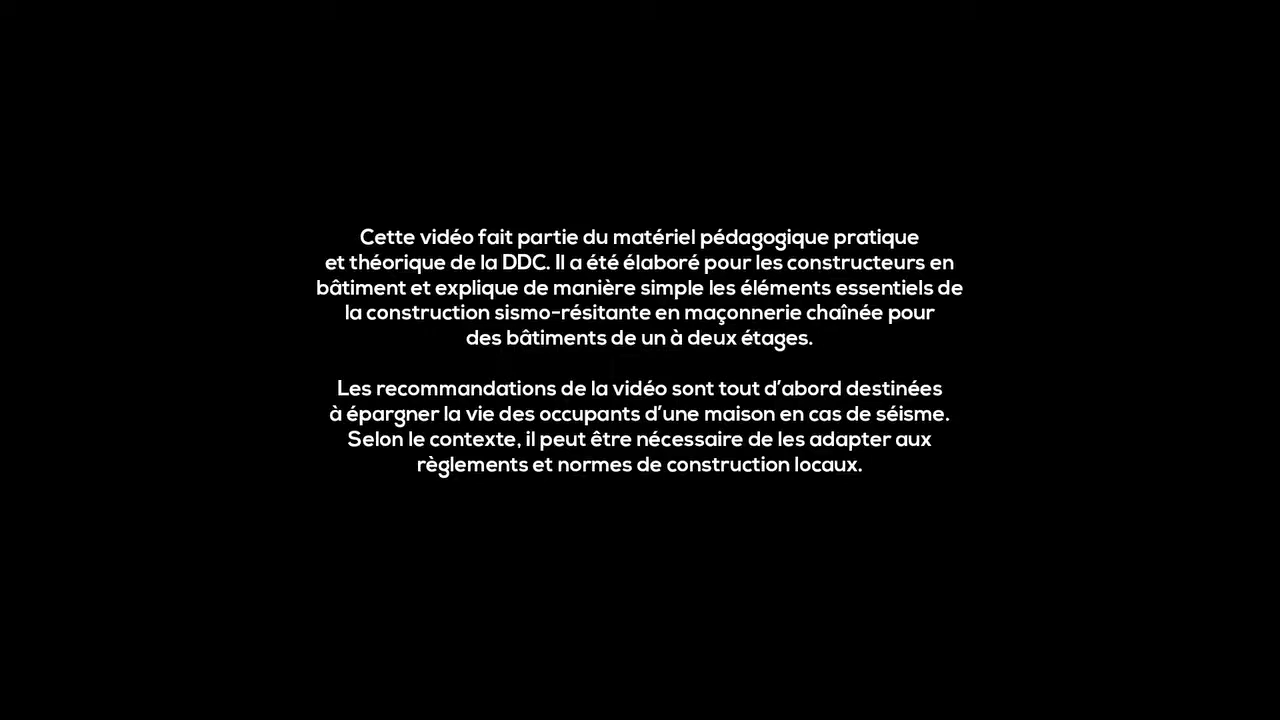 Cette vidéo fait partie du matériel pédagogique pratique
et théorique de la DDC. Il a été élaboré pour les constructeurs en
bâtiment et explique de manière simple les éléments essentiels de
la construction sismo-résitante en maçonnerie chaînée pour
des bâtiments de un à deux étages.
Les recommandations de la vidéo sont tout d'abord destinées
à épargner la vie des occupants d'une maison en cas de séisme.
Selon le contexte, il peut être nécessaire de les adapter aux
règlements et normes de construction locaux.